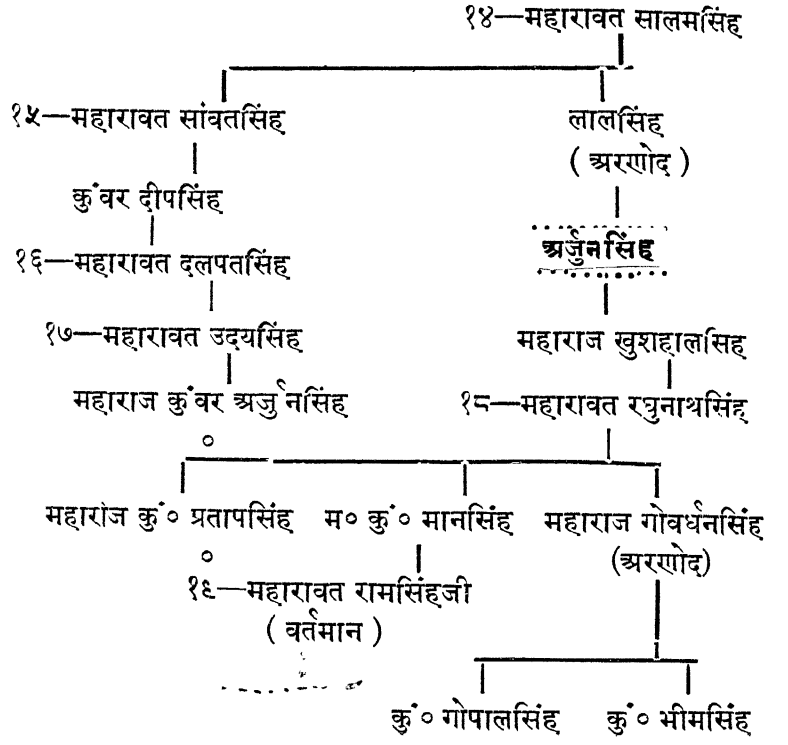 १४—महारावत सालमसिंह
१५—महारावत सांवतसिंह लालसिंह
(अरणोद)
कुंवर दीपसिंह
१६—महारावत दलपतसिंह अर्जुनसिंह
१७—महारावत उदयसिंह महाराज खुशहालसिंह
महाराज कुंवर अर्जुनसिंह १८—महारावत रघुनाथसिंह
०
महाराज कुं० प्रतापसिंह म० कुं० मानसिंह महाराज गोवर्धनसिंह
० (अरणोद)
१९—महारावत रामसिंहजी
(वर्तमान)
कुं० गोपालसिंह कुं० भीमसिंह